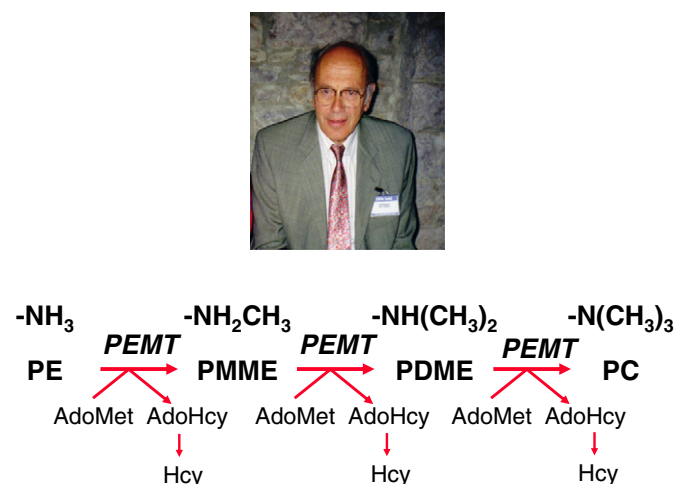 -NH₃ -NH₂CH₃ -NH(CH₃)₂ -N(CH₃)₃
PEMT PEMT PEMT
PE PMME PDME PC
AdoMet AdoHcy AdoMet AdoHcy AdoMet AdoHcy
Hcy Hcy Hcy